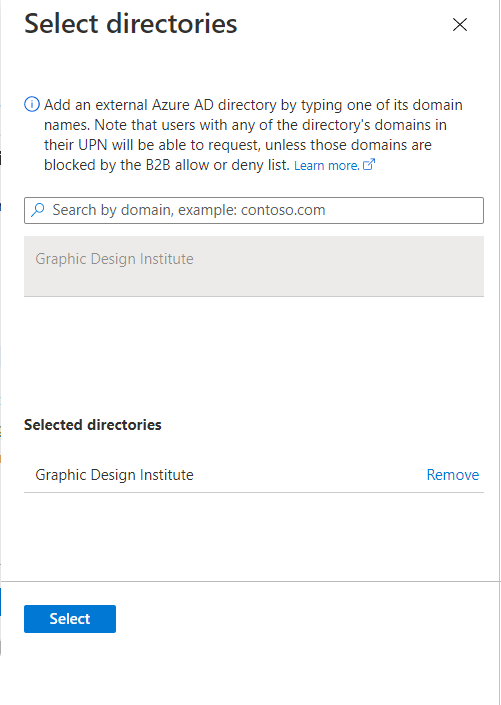 Select directories
Add an external Azure AD directory by typing one of its domain
names. Note that users with any of the directory's domains in
their UPN will be able to request, unless those domains are
blocked by the B2B allow or deny list. Learn more.
Search by domain, example: contoso.com
Graphic Design Institute
Selected directories
Graphic Design Institute Remove
Select